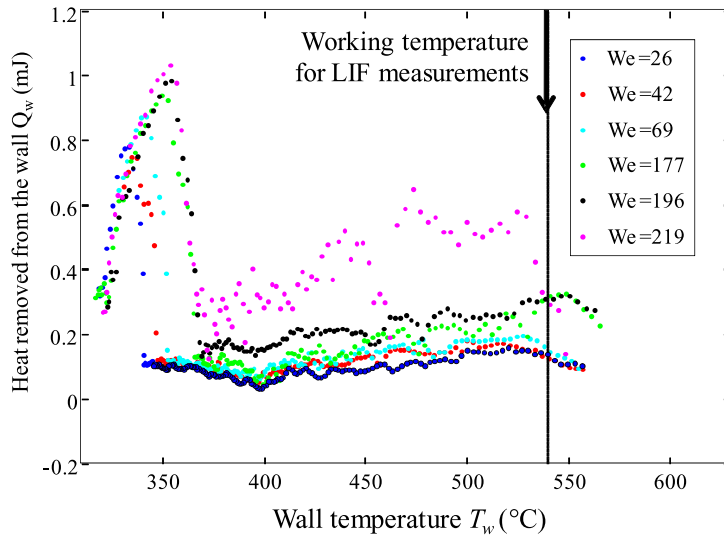 Working temperature
for LIF measurements
We=26
We=42
We=69
We=177
We=196
We=219
Heat removed from the wall Q_w (mJ)
1.2
1
0.8
0.6
0.4
0.2
0
-0.2
350
400
450
500
550
600
Wall temperature T_w (°C)